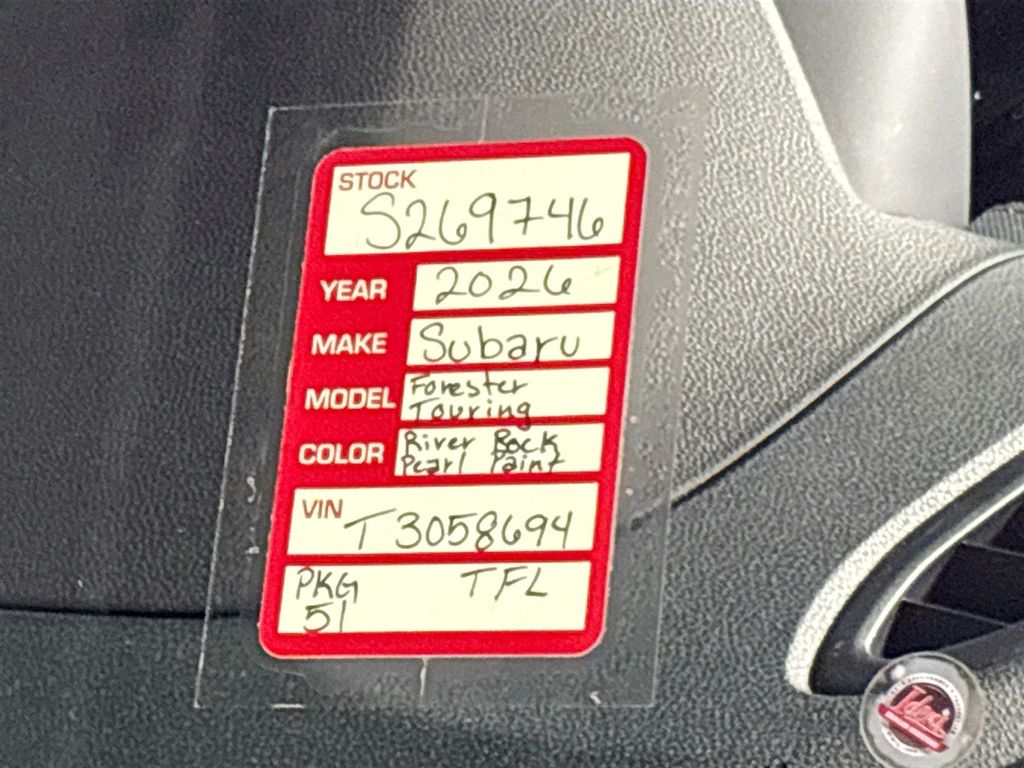 STOCK
S269746
YEAR 2026
MAKE Subaru
MODEL Forester
Touring
COLOR River Rock
Pearl Paint
VIN
T3058694
PKG TFL
51